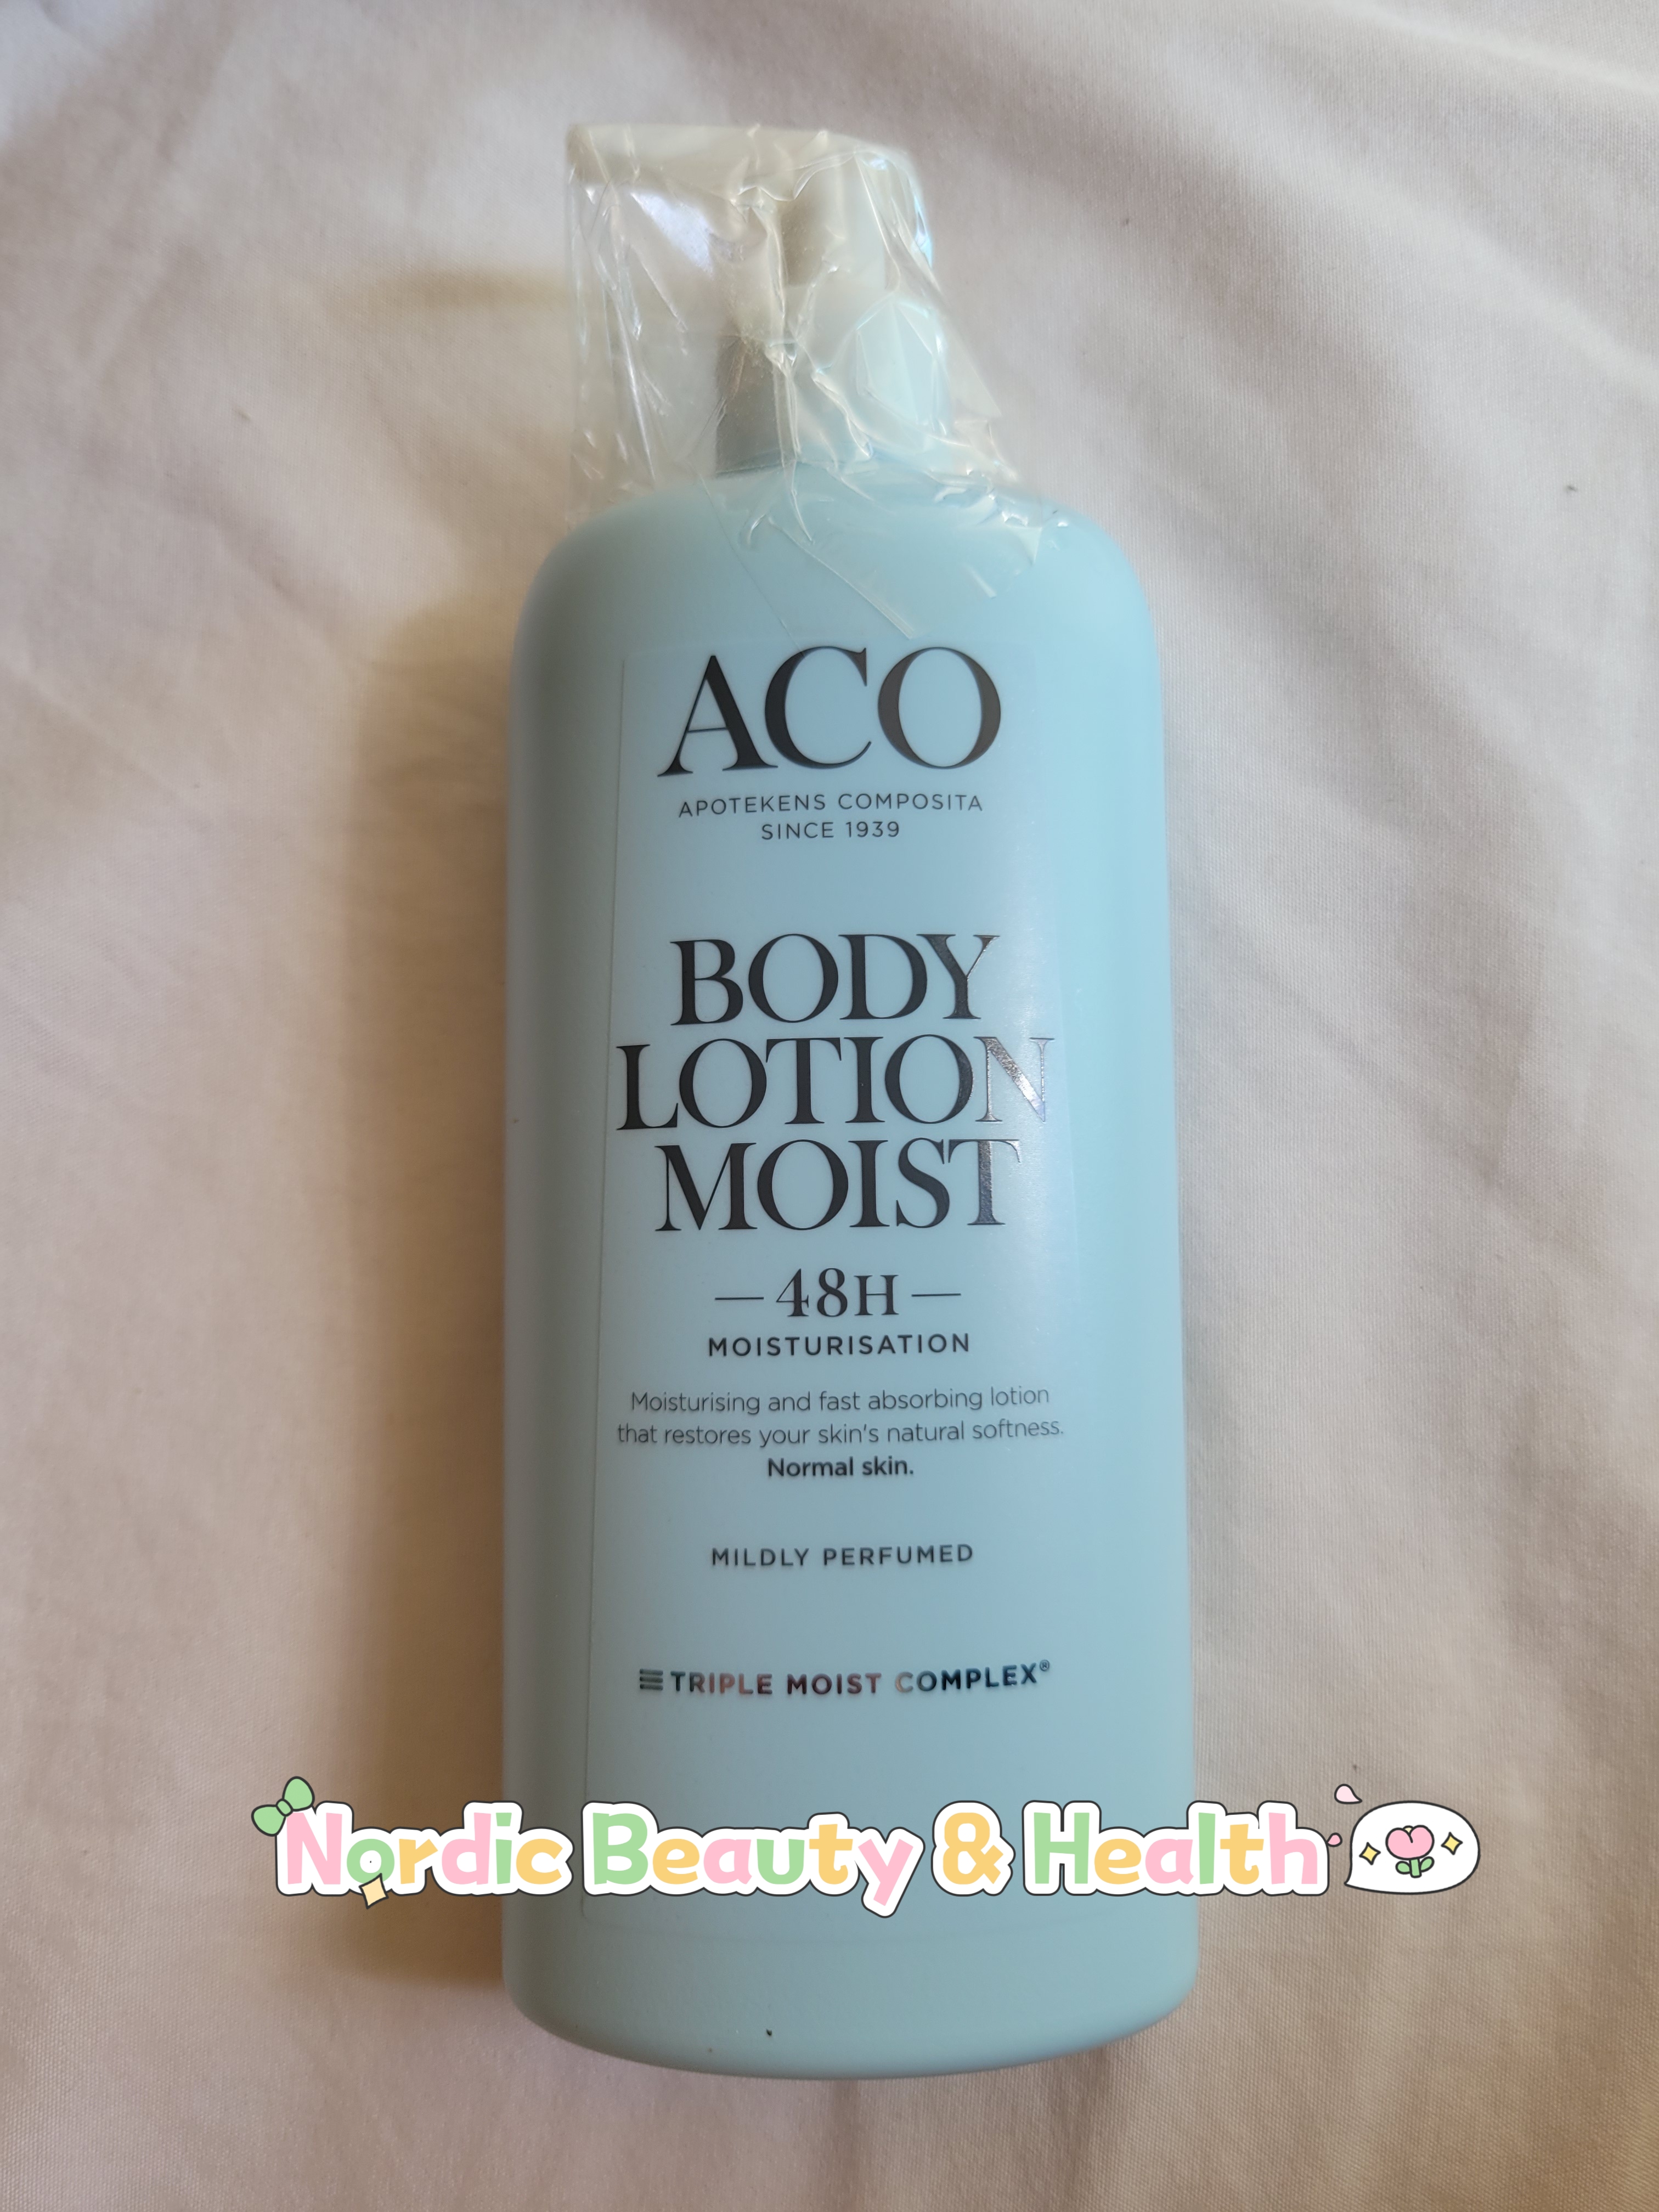 ACO
APOTEKENS COMPOSITA
SINCE 1939
BODY
LOTION
MOIST
— 48H —
MOISTURISATION
Moisturising and fast absorbing lotion
that restores your skin's natural softness.
Normal skin.
MILDLY PERFUMED
TRIPLE MOIST COMPLEX®
Nordic Beauty & Health